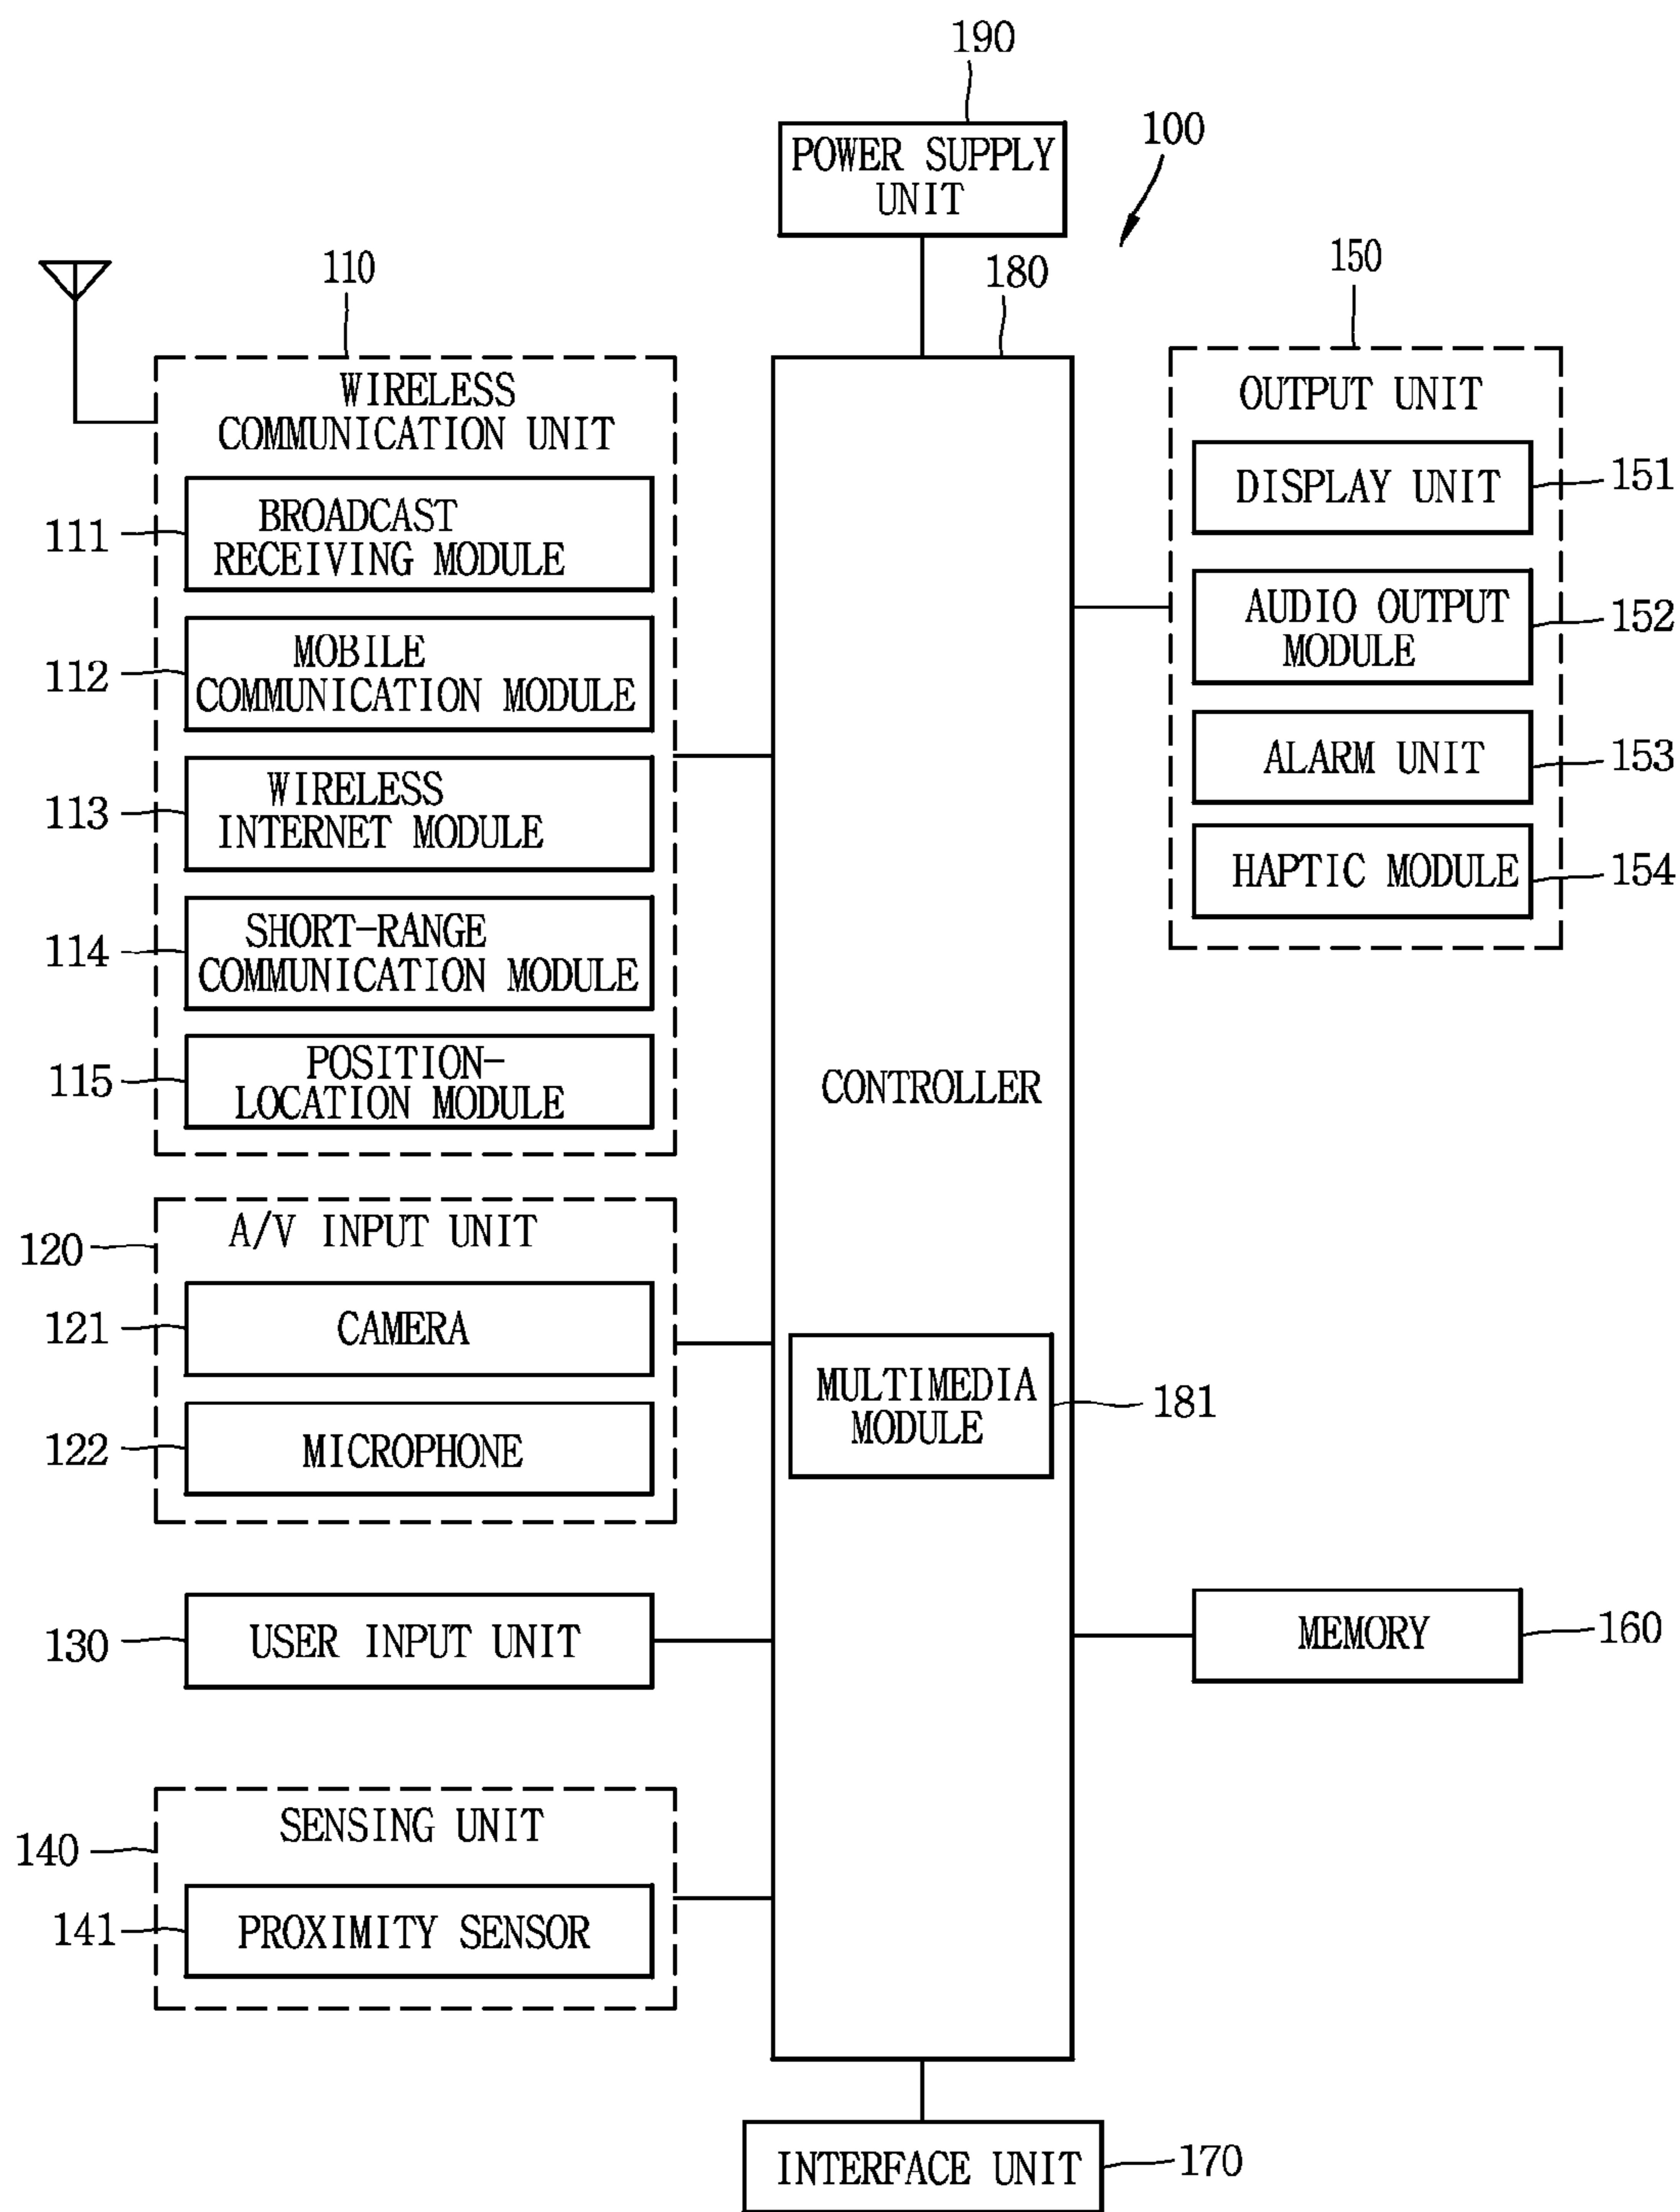 190
POWER SUPPLY
UNIT
100
110
180
150
WIRELESS
COMMUNICATION UNIT
111
BROADCAST
RECEIVING MODULE
112
MOBILE
COMMUNICATION MODULE
113
WIRELESS
INTERNET MODULE
114
SHORT-RANGE
COMMUNICATION MODULE
115
POSITION-
LOCATION MODULE
120
A/V INPUT UNIT
121
CAMERA
122
MICROPHONE
130
USER INPUT UNIT
140
SENSING UNIT
141
PROXIMITY SENSOR
CONTROLLER
MULTIMEDIA
MODULE
181
OUTPUT UNIT
DISPLAY UNIT
151
AUDIO OUTPUT
MODULE
152
ALARM UNIT
153
HAPTIC MODULE
154
MEMORY
160
INTERFACE UNIT
170